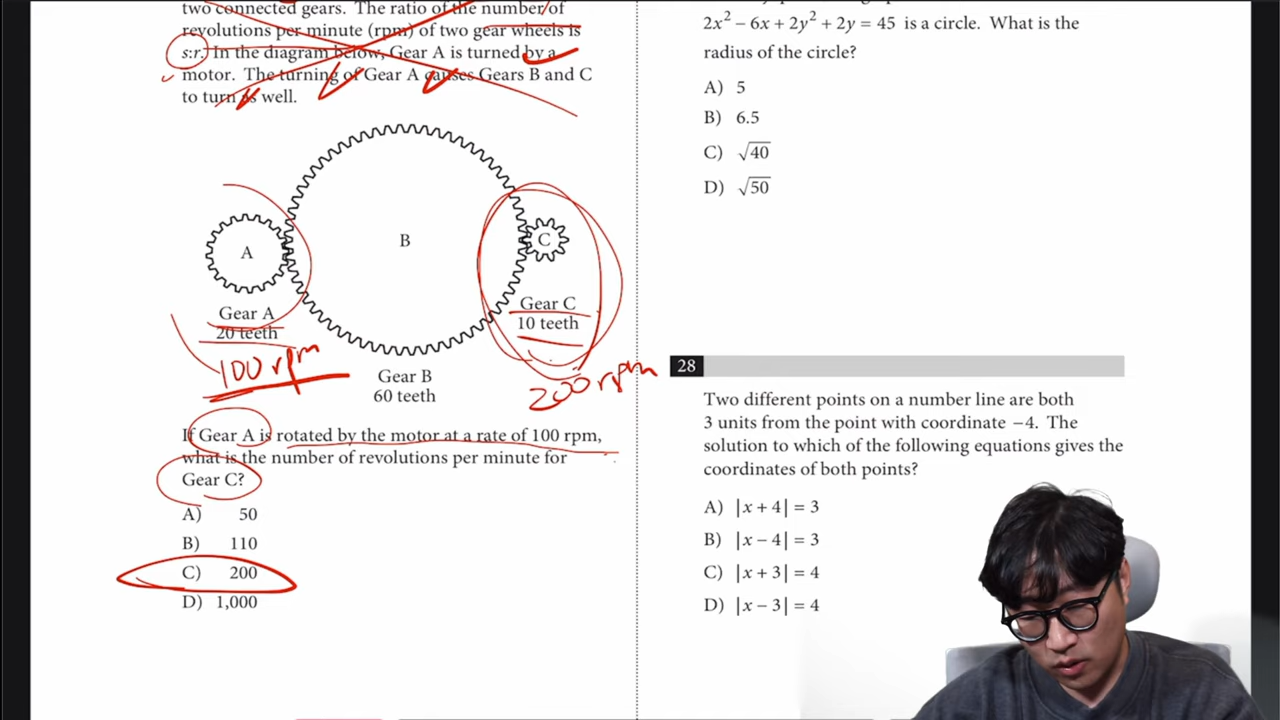 two connected gears. The ratio of the number of
revolutions per minute (rpm) of two gear wheels is
s:r. In the diagram below, Gear A is turned by a
motor. The turning of Gear A causes Gears B and C
to turn as well.
A
B
C
Gear A
20 teeth
100 rpm
Gear B
60 teeth
Gear C
10 teeth
200 rpm
If Gear A is rotated by the motor at a rate of 100 rpm,
what is the number of revolutions per minute for
Gear C?
A) 50
B) 110
C) 200
D) 1,000
2x² − 6x + 2y² + 2y = 45 is a circle. What is the
radius of the circle?
A) 5
B) 6.5
C) √40
D) √50
28
Two different points on a number line are both
3 units from the point with coordinate −4. The
solution to which of the following equations gives the
coordinates of both points?
A) |x + 4| = 3
B) |x − 4| = 3
C) |x + 3| = 4
D) |x − 3| = 4